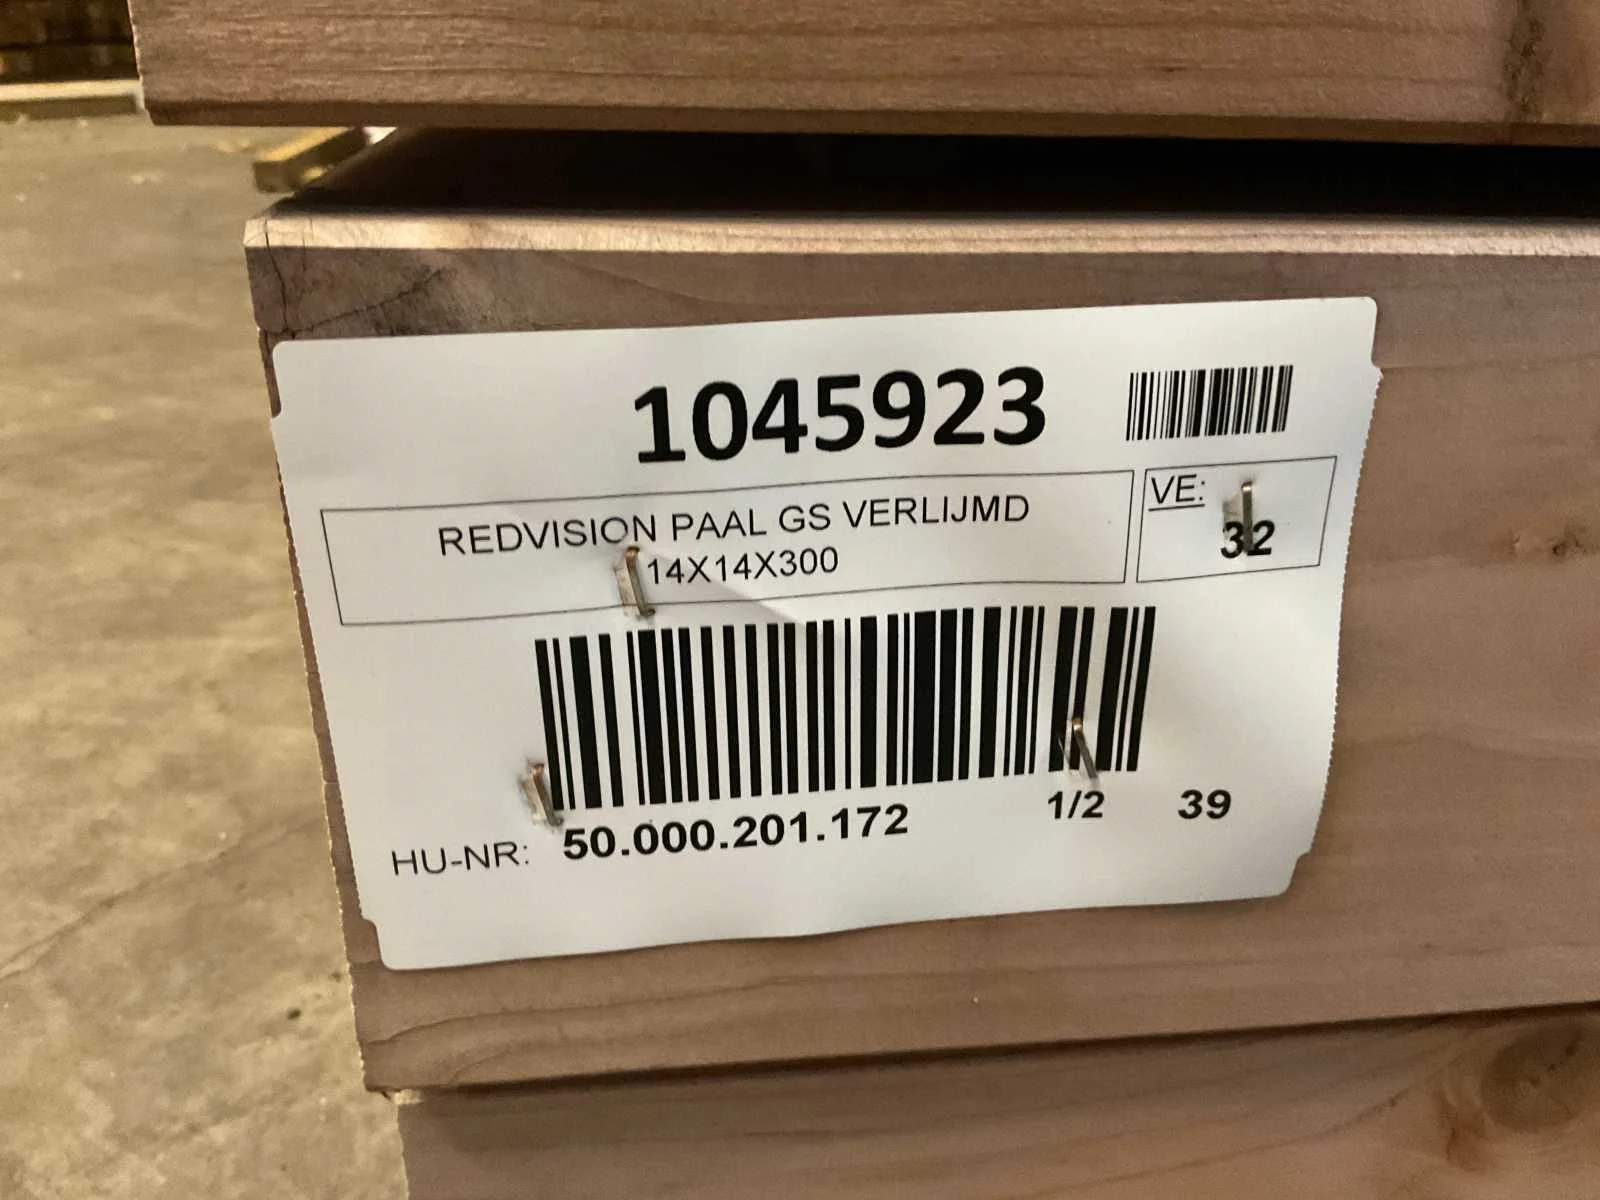 1045923
REDVISION PAAL GS VERLIJMD
14X14X300
VE:
32
HU-NR: 50.000.201.172 1/2 39